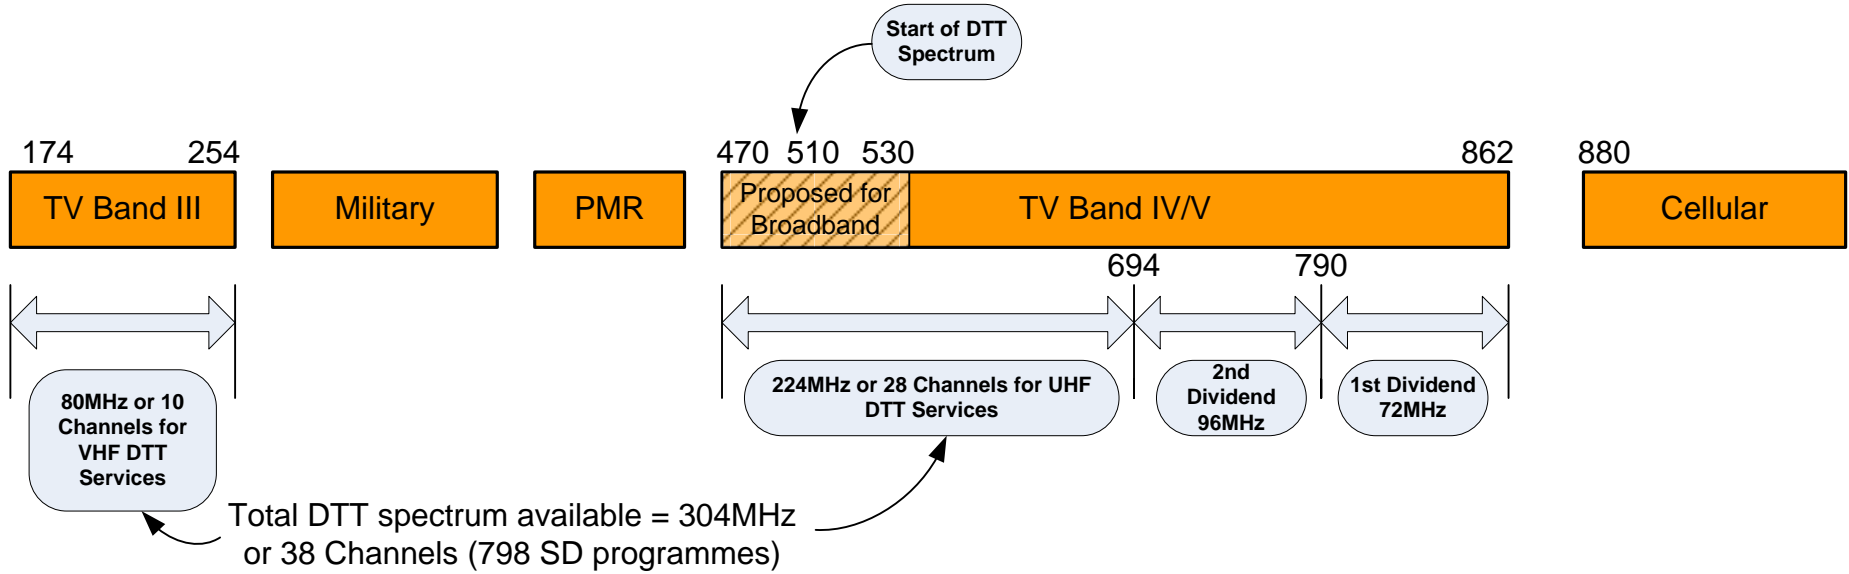 Start of DTT
Spectrum
174
254
470
510
530
862
880
TV Band III
Military
PMR
Proposed for
Broadband
TV Band IV/V
Cellular
694
790
80MHz or 10
Channels for
VHF DTT
Services
224MHz or 28 Channels for UHF
DTT Services
2nd
Dividend
96MHz
1st Dividend
72MHz
Total DTT spectrum available = 304MHz
or 38 Channels (798 SD programmes)